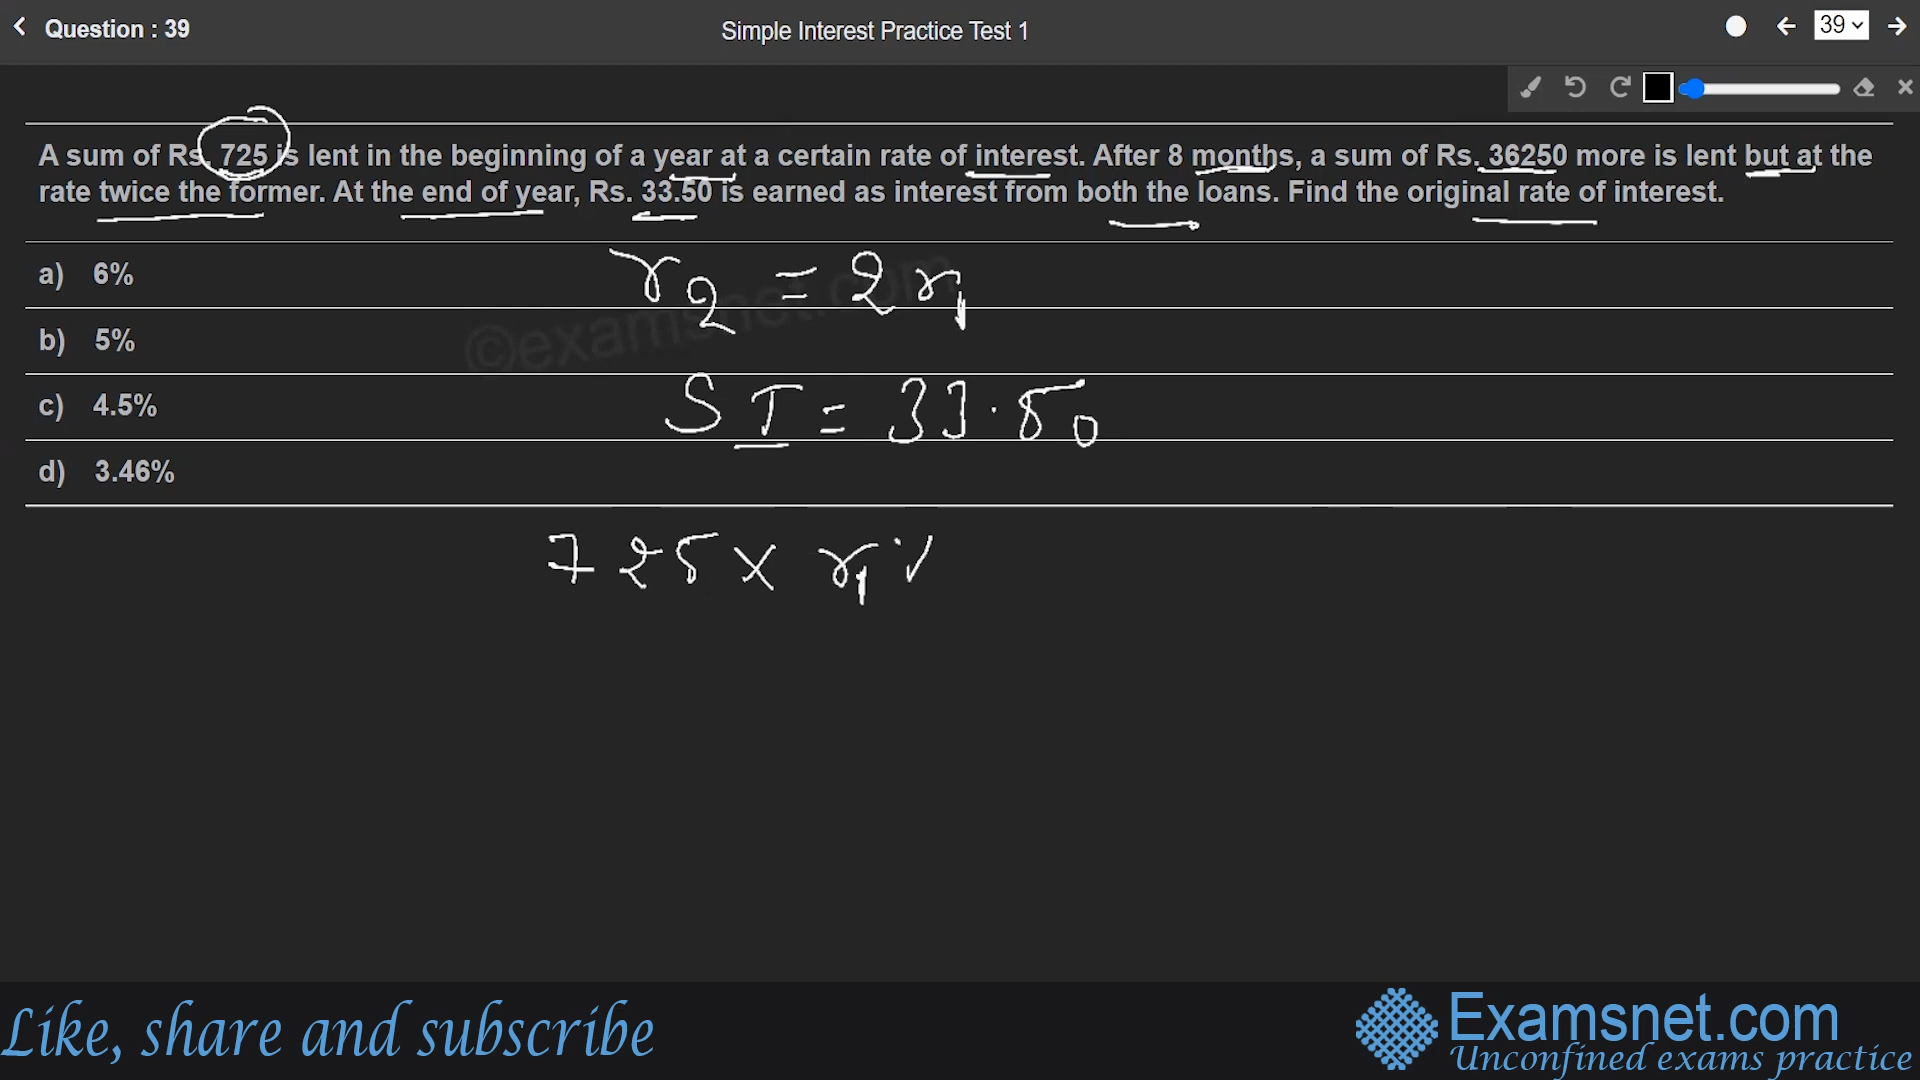 Question : 39
Simple Interest Practice Test 1
39
A sum of Rs. 725 is lent in the beginning of a year at a certain rate of interest. After 8 months, a sum of Rs. 36250 more is lent but at the
rate twice the former. At the end of year, Rs. 33.50 is earned as interest from both the loans. Find the original rate of interest.
a) 6%
b) 5%
c) 4.5%
d) 3.46%
r2 = 2r1
SI = 33.50
725 x r1%
©examsnet.com
Like, share and subscribe
Examsnet.com
Unconfined exams practice